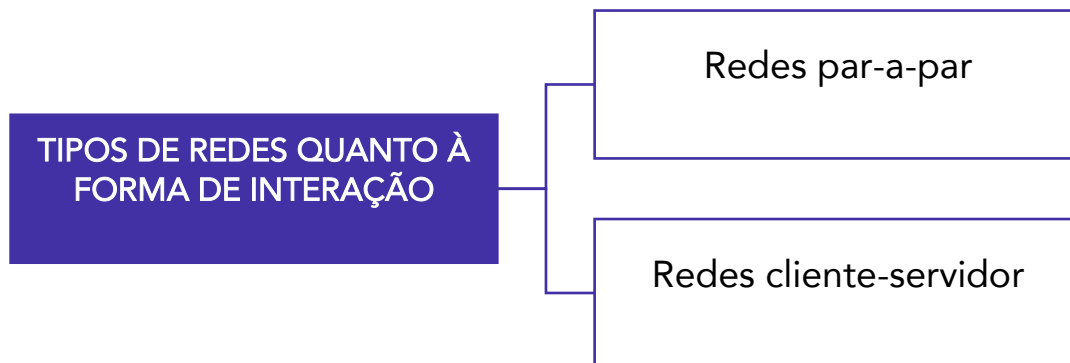 TIPOS DE REDES QUANTO À
FORMA DE INTERAÇÃO
Redes par-a-par
Redes cliente-servidor